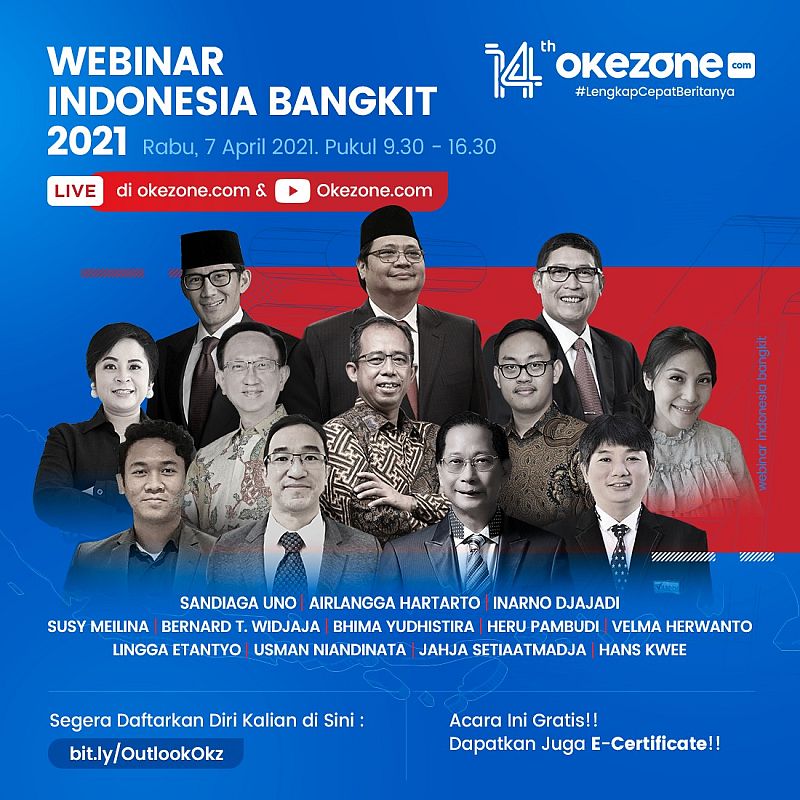 WEBINAR
INDONESIA BANGKIT
2021 Rabu, 7 April 2021. Pukul 9.30 - 16.30
LIVE di okezone.com & Okezone.com
14th okezone.com
#LengkapCepatBeritanya
webinar indonesia bangkit
SANDIAGA UNO | AIRLANGGA HARTARTO | INARNO DJAJADI
SUSY MEILINA | BERNARD T. WIDJAJA | BHIMA YUDHISTIRA | HERU PAMBUDI | VELMA HERWANTO
LINGGA ETANTYO | USMAN NIANDINATA | JAHJA SETIAATMADJA | HANS KWEE
Segera Daftarkan Diri Kalian di Sini :
bit.ly/OutlookOkz
Acara Ini Gratis!!
Dapatkan Juga E-Certificate!!